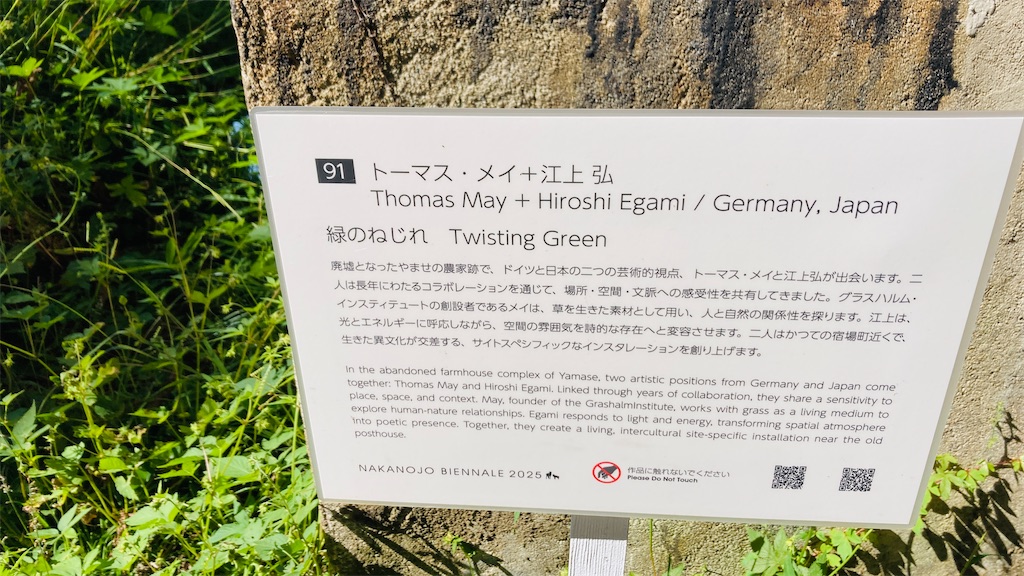 91 トーマス・メイ＋江上 弘
Thomas May + Hiroshi Egami / Germany, Japan
緑のねじれ Twisting Green
廃墟となったやませの農家跡で、ドイツと日本の二つの芸術的視点、トーマス・メイと江上弘が出会います。二
人は長年にわたるコラボレーションを通じて、場所・空間・文脈への感受性を共有してきました。グラスハルム・
インスティテュートの創設者であるメイは、草を生きた素材として用い、人と自然の関係性を探ります。江上は、
光とエネルギーに呼応しながら、空間の雰囲気を詩的な存在へと変容させます。二人はかつての宿場町近くで、
生きた異文化が交差する、サイトスペシフィックなインスタレーションを創り上げます。
In the abandoned farmhouse complex of Yamase, two artistic positions from Germany and Japan come
together: Thomas May and Hiroshi Egami. Linked through years of collaboration, they share a sensitivity to
place, space, and context. May, founder of the GrashalmInstitute, works with grass as a living medium to
explore human-nature relationships. Egami responds to light and energy, transforming spatial atmosphere
into poetic presence. Together, they create a living, intercultural site-specific installation near the old
posthouse.
NAKANOJO BIENNALE 2025
作品に触れないでください
Please Do Not Touch